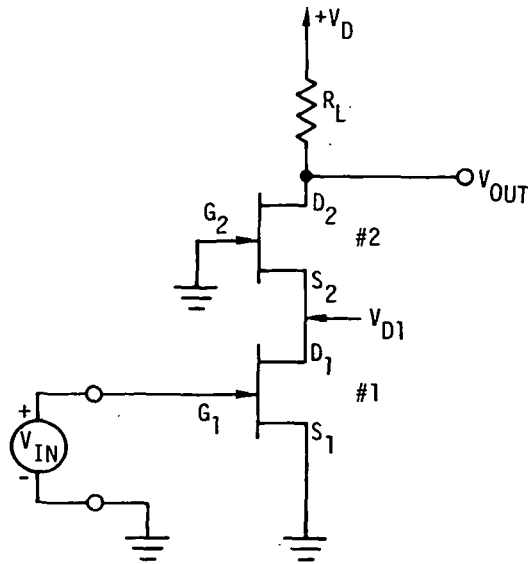 +V_D
R_L
V_OUT
D_2
G_2
#2
S_2
V_D1
D_1
#1
G_1
S_1
+
V_IN
-